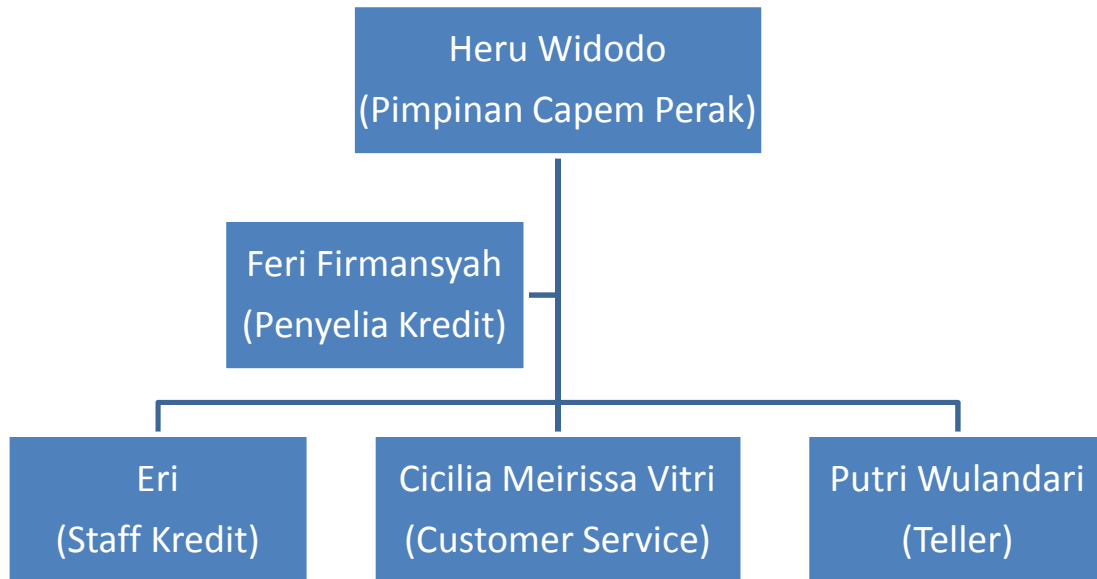 Heru Widodo
(Pimpinan Capem Perak)
Feri Firmansyah
(Penyelia Kredit)
Eri
(Staff Kredit)
Cicilia Meirissa Vitri
(Customer Service)
Putri Wulandari
(Teller)